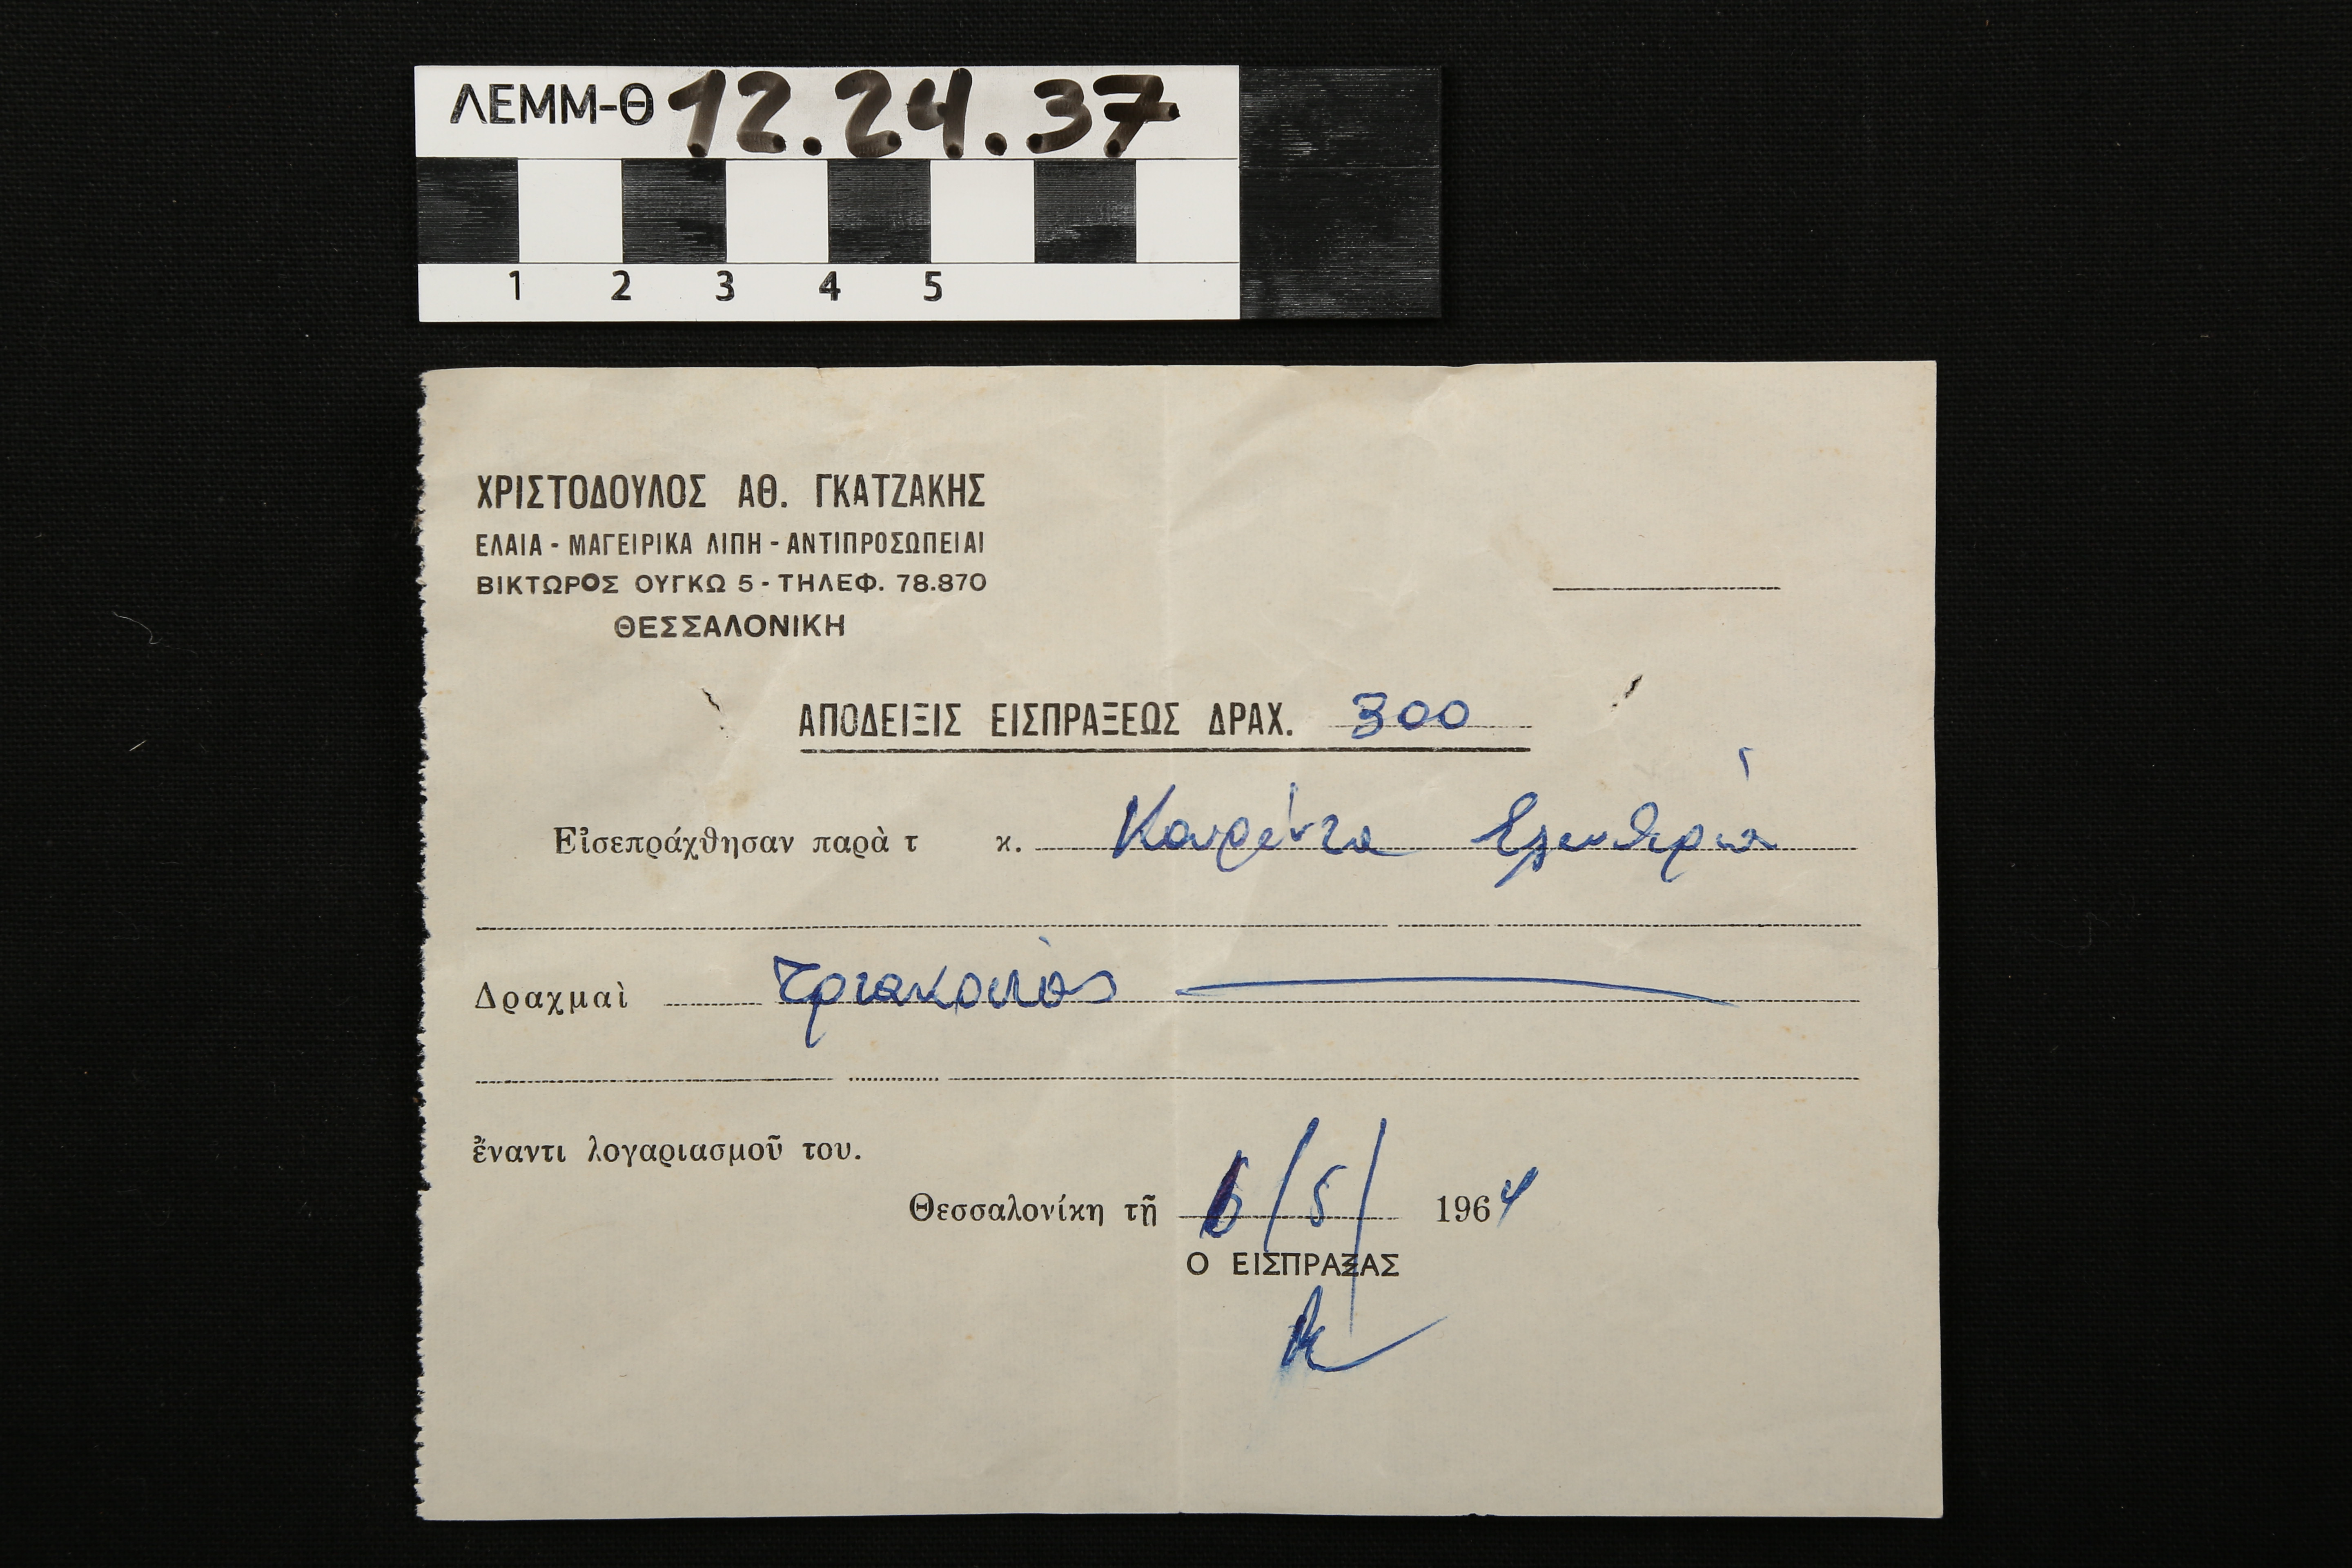 ΛΕΜΜ-Θ 12.24.37
1 2 3 4 5
ΧΡΙΣΤΟΔΟΥΛΟΣ ΑΘ. ΓΚΑΤΖΑΚΗΣ
ΕΛΑΙΑ - ΜΑΓΕΙΡΙΚΑ ΛΙΠΗ - ΑΝΤΙΠΡΟΣΩΠΕΙΑΙ
ΒΙΚΤΩΡΟΣ ΟΥΓΚΩ 5 - ΤΗΛΕΦ. 78.870
ΘΕΣΣΑΛΟΝΙΚΗ
ΑΠΟΔΕΙΞΙΣ ΕΙΣΠΡΑΞΕΩΣ ΔΡΑΧ. 300
Εἰσεπράχθησαν παρὰ τ κ. Καυρέντα
Δραχμαὶ Τριακοσίας
ἔναντι λογαριασμοῦ του.
Θεσσαλονίκη τῇ 6/5/ 1964
Ο ΕΙΣΠΡΑΞΑΣ